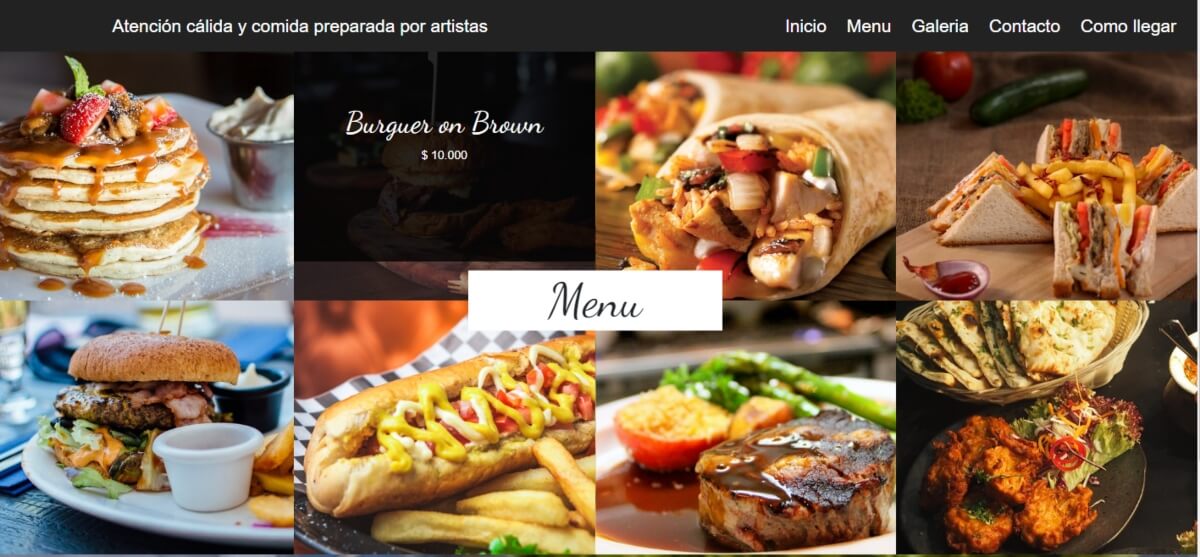 Atención cálida y comida preparada por artistas
Inicio Menu Galeria Contacto Como llegar
Burguer on Brown
$ 10.000
Menu